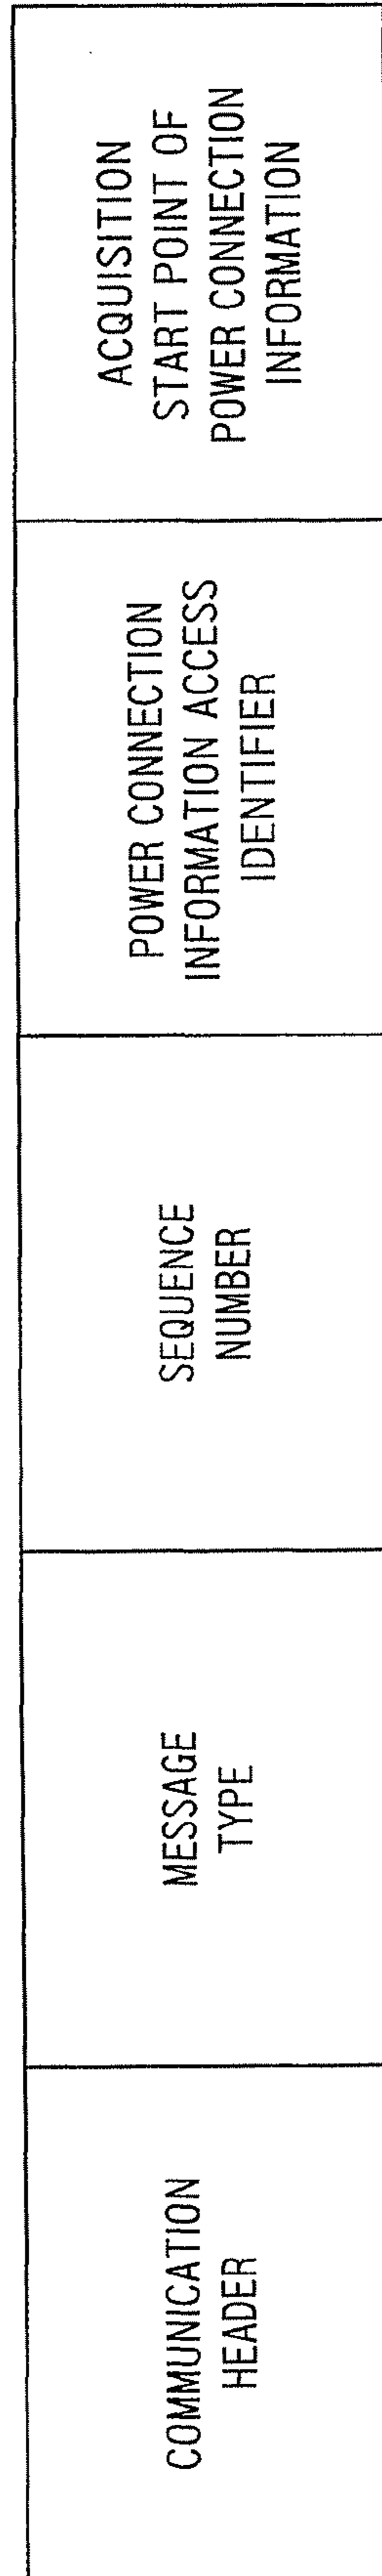 COMMUNICATION
HEADER
MESSAGE
TYPE
SEQUENCE
NUMBER
POWER CONNECTION
INFORMATION ACCESS
IDENTIFIER
ACQUISITION
START POINT OF
POWER CONNECTION
INFORMATION